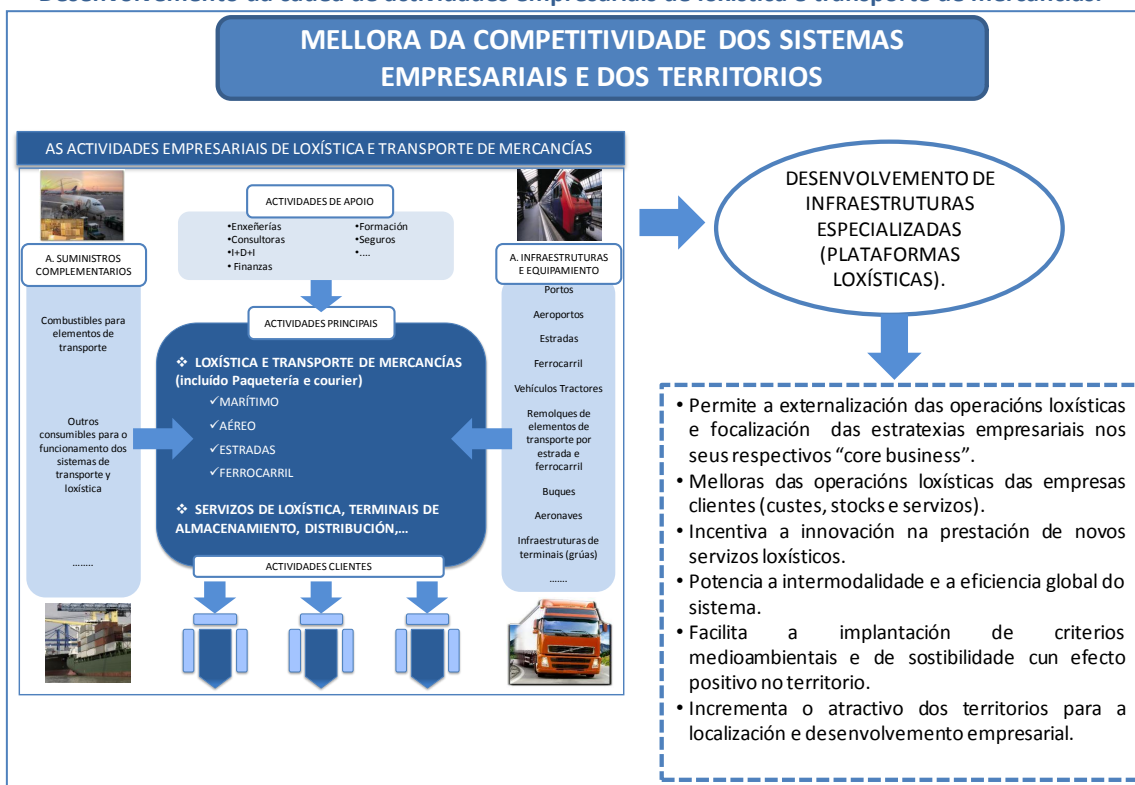 Desenvolvemento da cadea de actividades empresariais de loxística e transporte de mercancías.
MELLORA DA COMPETITIVIDADE DOS SISTEMAS
EMPRESARIAIS E DOS TERRITORIOS
AS ACTIVIDADES EMPRESARIAIS DE LOXÍSTICA E TRANSPORTE DE MERCANCÍAS
ACTIVIDADES DE APOIO
•Enxeñerías
•Consultoras
•I+D+I
• Finanzas
•Formación
•Seguros
•....
A. SUMINISTROS
COMPLEMENTARIOS
Combustibles para
elementos de
transporte
Outros
consumibles para o
funcionamento dos
sistemas de
transporte y
loxística
........
ACTIVIDADES PRINCIPAIS
❖ LOXÍSTICA E TRANSPORTE DE MERCANCÍAS
(incluído Paquetería e courier)
✓MARÍTIMO
✓AÉREO
✓ESTRADAS
✓FERROCARRIL
❖ SERVIZOS DE LOXÍSTICA, TERMINAIS DE
ALMACENAMIENTO, DISTRIBUCIÓN,...
ACTIVIDADES CLIENTES
A. INFRAESTRUTURAS
E EQUIPAMIENTO
Portos
Aeroportos
Estradas
Ferrocarril
Vehículos Tractores
Remolques de
elementos de
transporte por
estrada e
ferrocarril
Buques
Aeronaves
Infraestruturas de
terminais (grúas)
.......
DESENVOLVEMENTO DE
INFRAESTRUTURAS
ESPECIALIZADAS
(PLATAFORMAS
LOXÍSTICAS).
• Permite a externalización das operacións loxísticas
e focalización das estratexias empresariais nos
seus respectivos “core business”.
• Melloras das operacións loxísticas das empresas
clientes (custes, stocks e servizos).
• Incentiva a innovación na prestación de novos
servizos loxísticos.
• Potencia a intermodalidade e a eficiencia global do
sistema.
• Facilita a implantación de criterios
medioambientais e de sostibilidade cun efecto
positivo no territorio.
• Incrementa o atractivo dos territorios para a
localización e desenvolvemento empresarial.